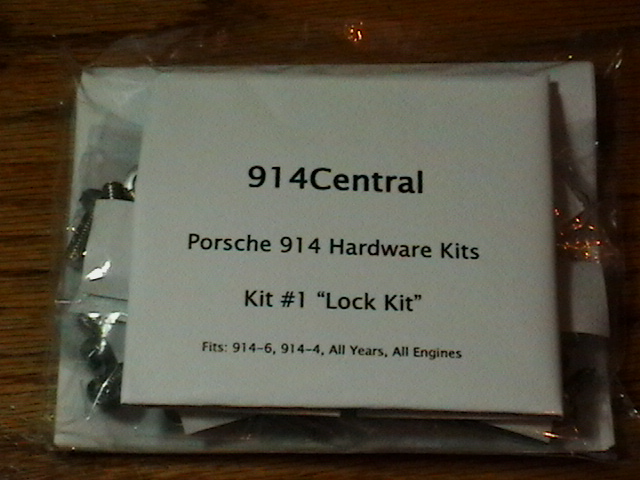 914Central
Porsche 914 Hardware Kits
Kit #1 “Lock Kit”
Fits: 914-6, 914-4, All Years, All Engines